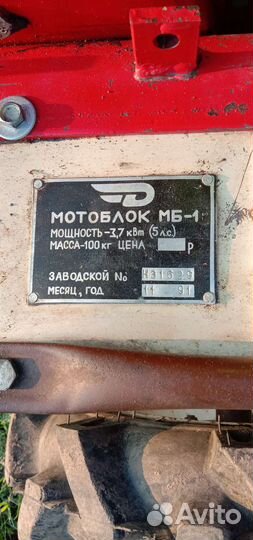 МОТОБЛОК МБ-1
МОЩНОСТЬ-3,7 кВт (5 л.с.)
МАССА-100 кг ЦЕНА р
ЗАВОДСКОЙ №
МЕСЯЦ, ГОД 11 91
Avito